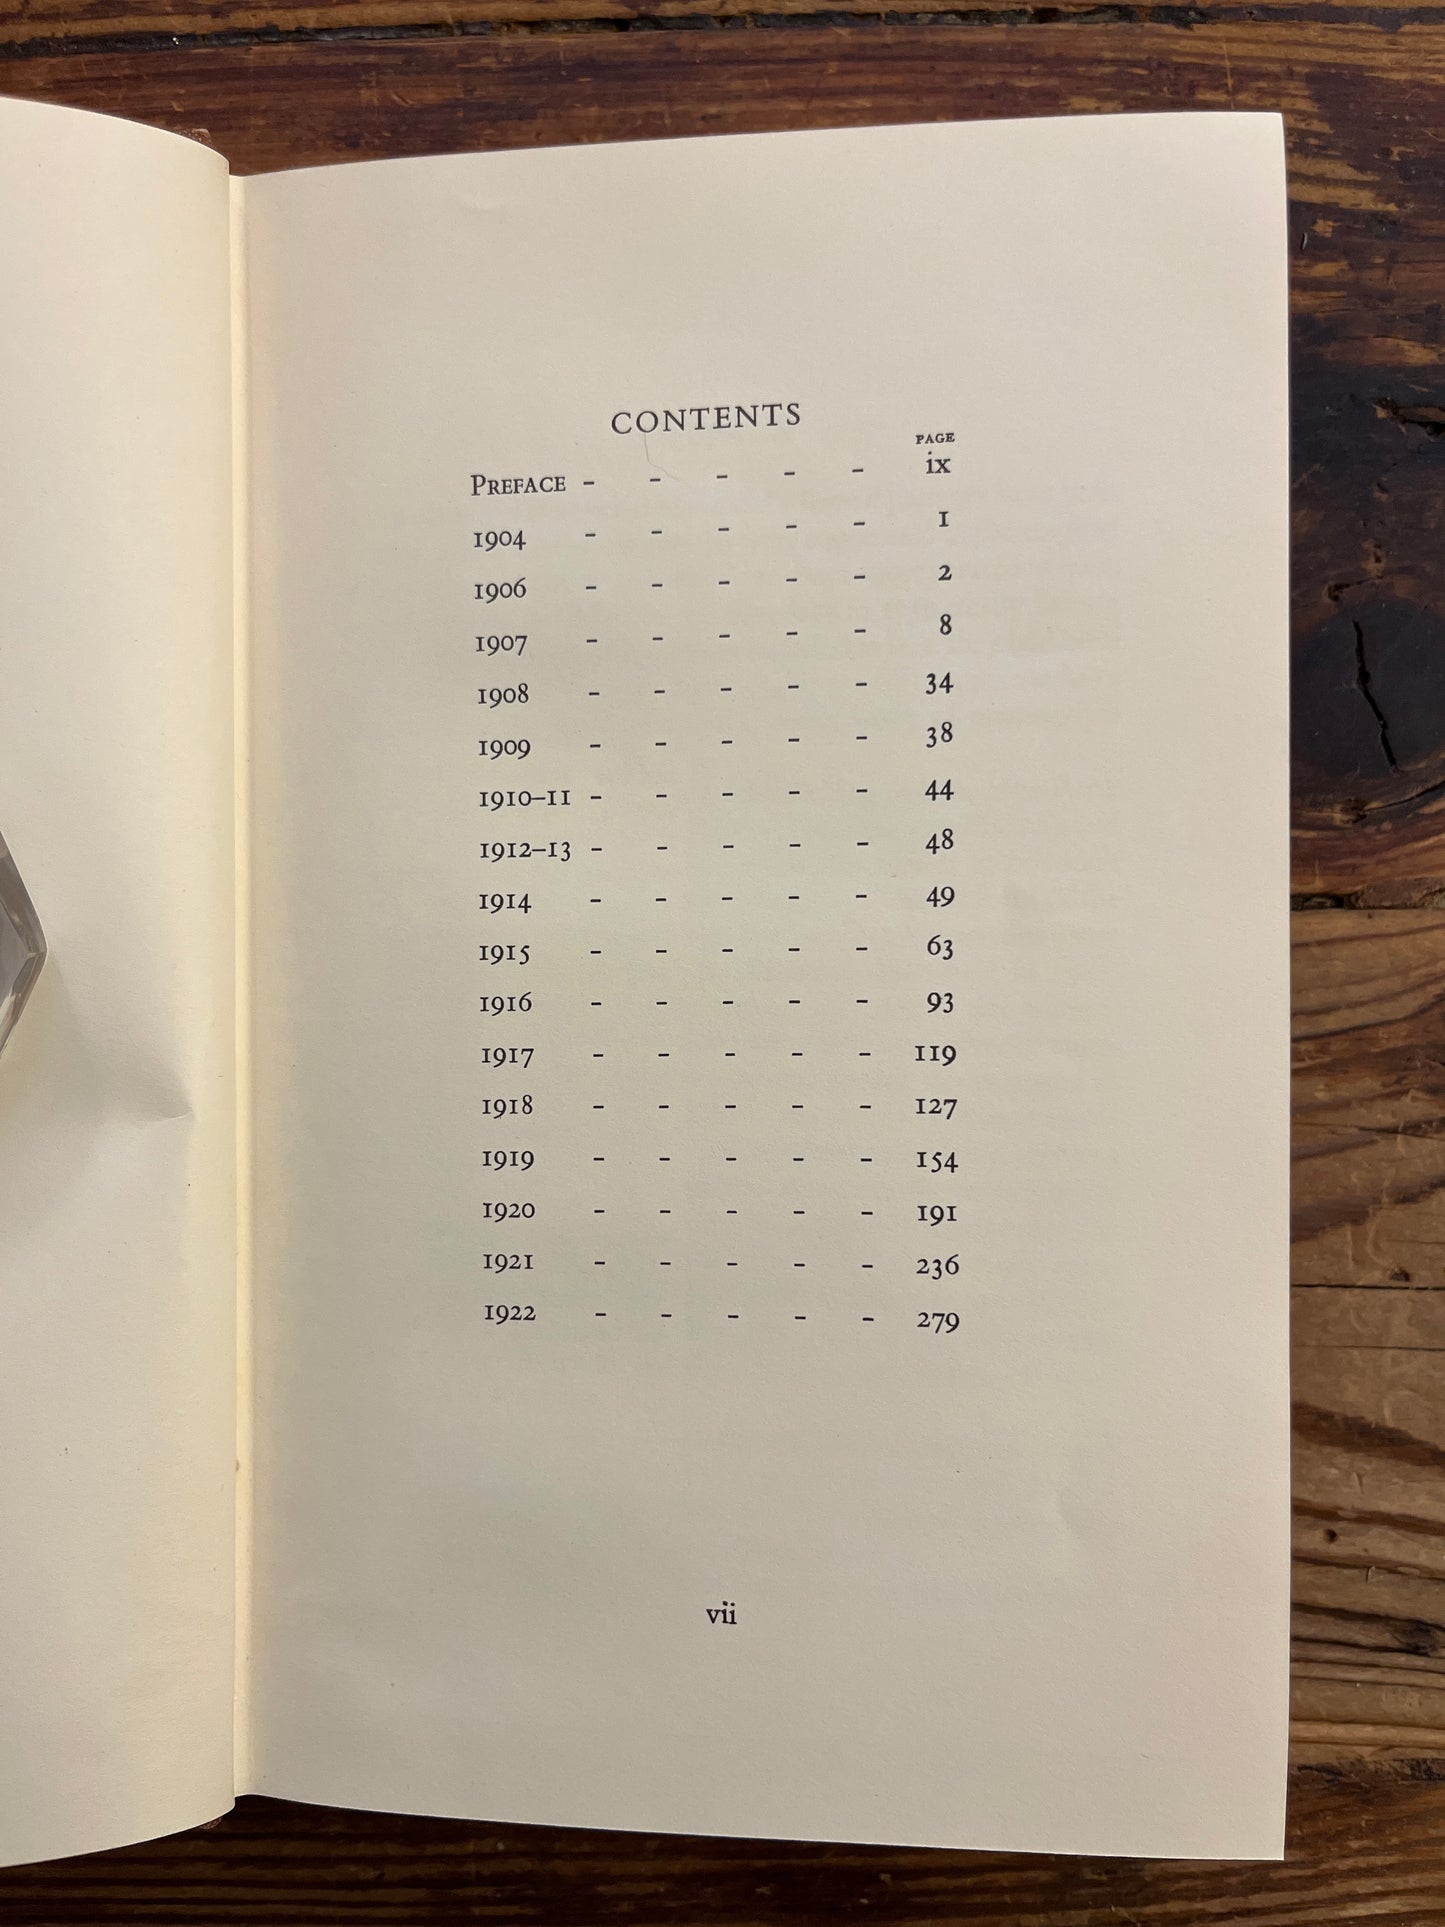 CONTENTS
PAGE
PREFACE - - - - - ix
1904 - - - - - 1
1906 - - - - - 2
1907 - - - - - 8
1908 - - - - - 34
1909 - - - - - 38
1910–11 - - - - - 44
1912–13 - - - - - 48
1914 - - - - - 49
1915 - - - - - 63
1916 - - - - - 93
1917 - - - - - 119
1918 - - - - - 127
1919 - - - - - 154
1920 - - - - - 191
1921 - - - - - 236
1922 - - - - - 279
vii